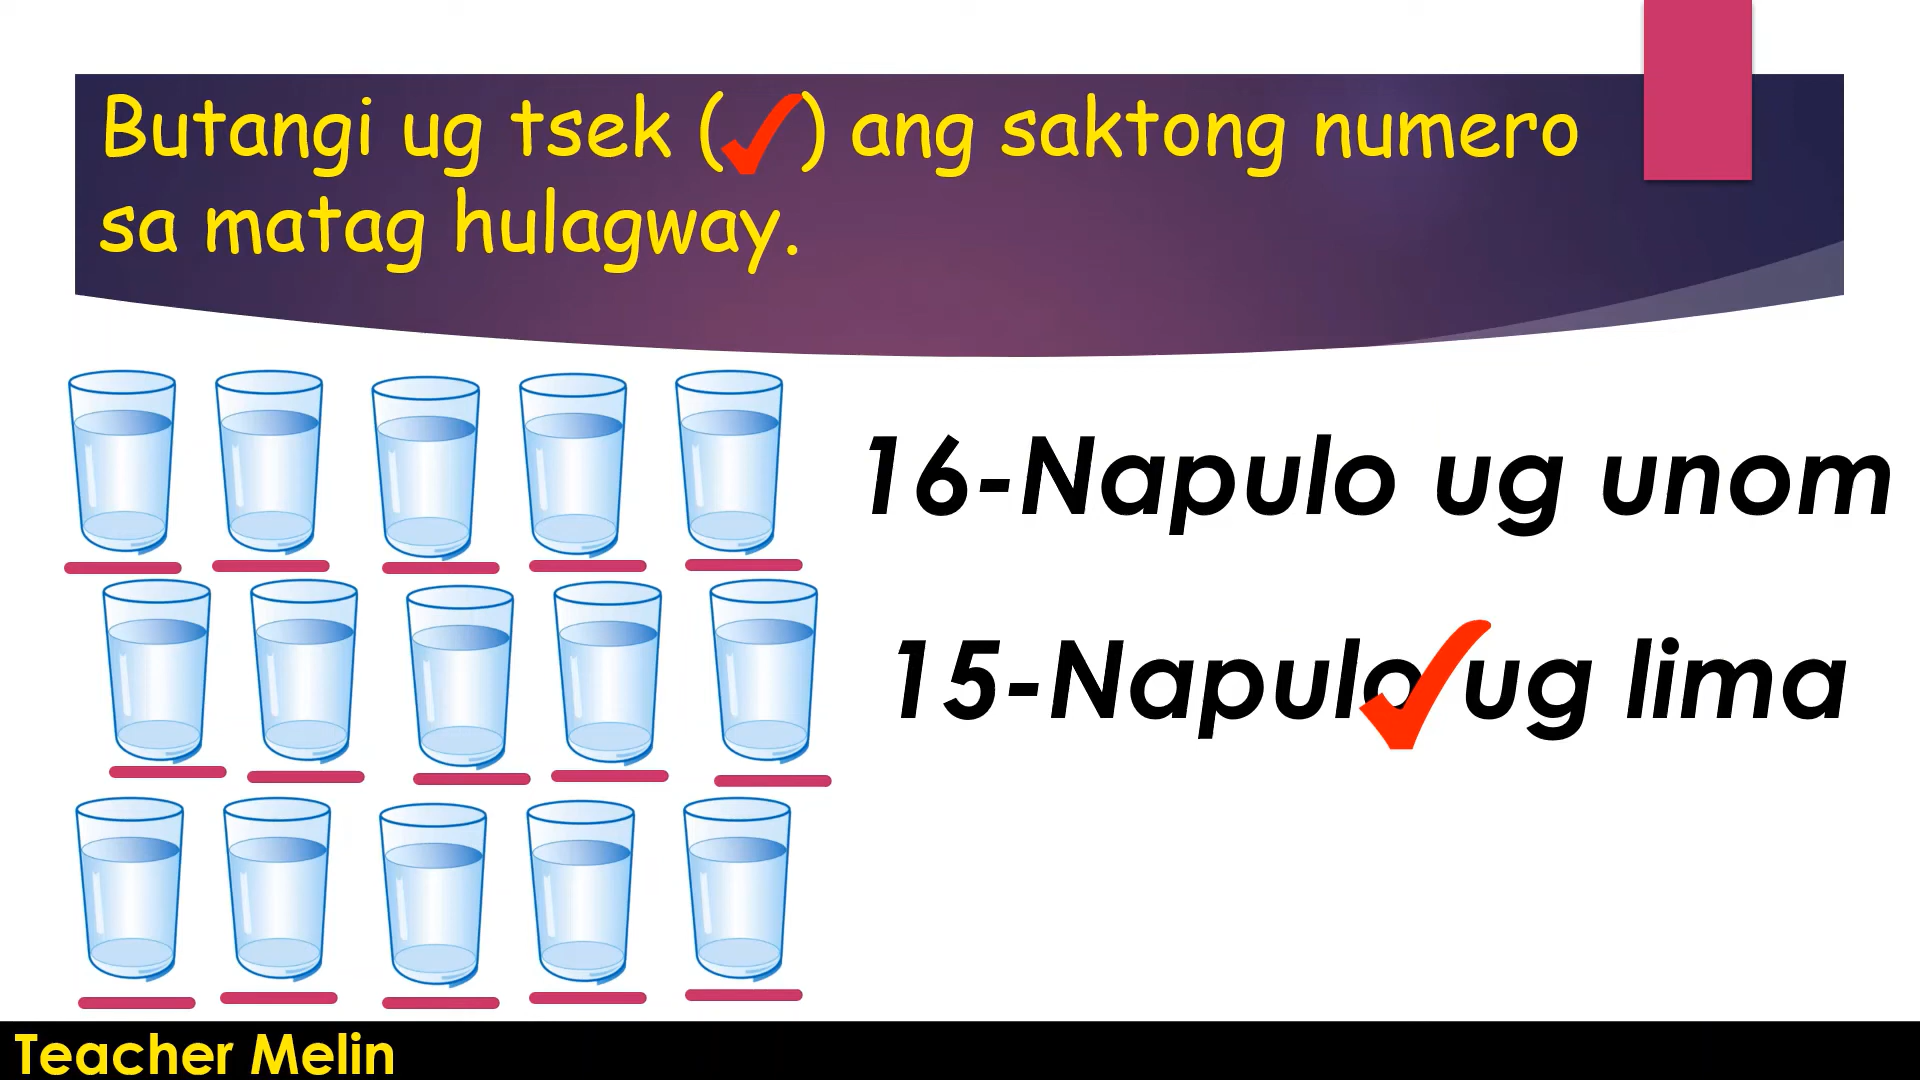 Butangi ug tsek (✓) ang saktong numero
sa matag hulagway.
16-Napulo ug unom
15-Napulo ug lima
Teacher Melin